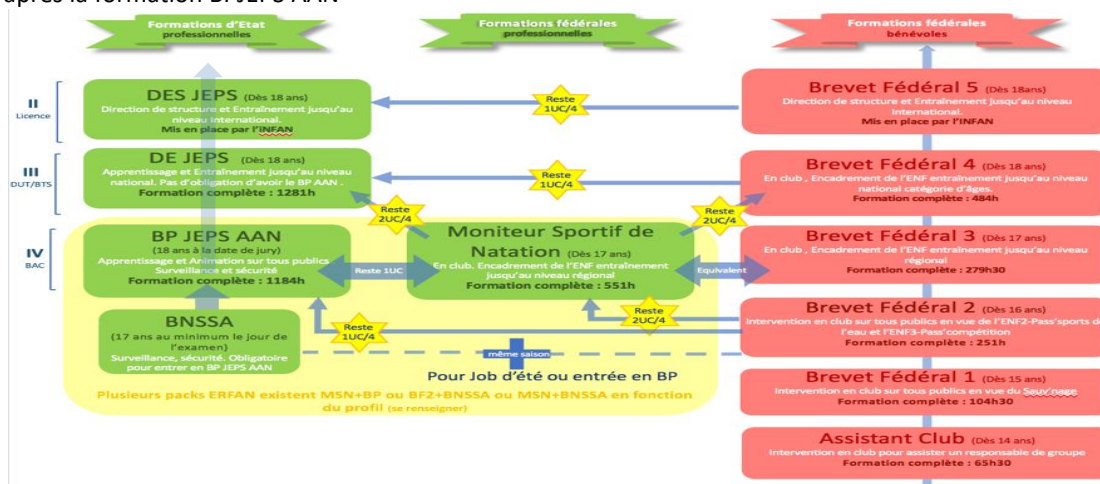 après la formation BPJEPS AAN
Formations d'Etat
professionnelles
Formations fédérales
professionnelles
Formations fédérales
bénévoles
II
Licence
DES JEPS (Dès 18 ans)
Direction de structure et Entraînement jusqu'au
niveau International.
Mis en place par l'INFAN
Reste
1UC/4
Brevet Fédéral 5 (Dès 18ans)
Direction de structure et Entraînement jusqu'au niveau
International.
Mis en place par l'INFAN
III
DUT/BTS
DE JEPS (Dès 18 ans)
Apprentissage et Entraînement jusqu'au niveau
national. Pas d'obligation d'avoir le BP AAN .
Formation complète : 1281h
Reste
1UC/4
Brevet Fédéral 4 (Dès 18 ans)
En club , Encadrement de l'ENF entraînement jusqu'au niveau
national catégorie d'âges.
Formation complète : 484h
Reste
2UC/4
Reste
2UC/4
IV
BAC
BP JEPS AAN
(18 ans à la date de jury)
Apprentissage et Animation sur tous publics
Surveillance et sécurité
Formation complète : 1184h
Reste 1UC
Moniteur Sportif de
Natation (Dès 17 ans)
En club. Encadrement de l'ENF entraînement
jusqu'au niveau régional
Formation complète : 551h
Equivalent
Brevet Fédéral 3 (Dès 17 ans)
En club , Encadrement de l'ENF entraînement jusqu'au niveau
régional
Formation complète : 279h30
BNSSA
(17 ans au minimum le jour de
l'examen)
Surveillance, sécurité. Obligatoire
pour entrer en BP JEPS AAN
Reste
1UC/4
Reste
2UC/4
Brevet Fédéral 2 (Dès 16 ans)
Intervention en club sur tous publics en vue de l'ENF2-Pass'sports de
l'eau et l'ENF3-Pass'compétition
Formation complète : 251h
même saison
Pour Job d'été ou entrée en BP
Plusieurs packs ERFAN existent MSN+BP ou BF2+BNSSA ou MSN+BNSSA en fonction
du profil (se renseigner)
Brevet Fédéral 1 (Dès 15 ans)
Intervention en club sur tous publics en vue du Sauv'nage
Formation complète : 104h30
Assistant Club (Dès 14 ans)
Intervention en club pour assister un responsable de groupe
Formation complète : 65h30